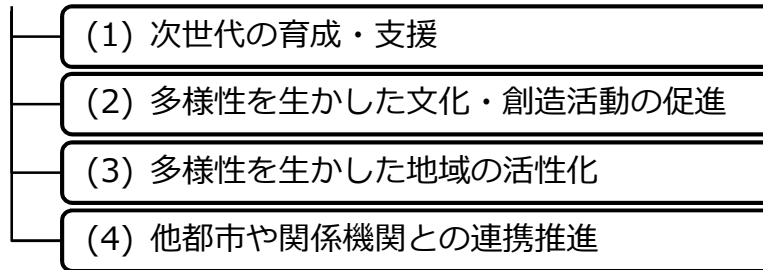 (1) 次世代の育成・支援
(2) 多様性を生かした文化・創造活動の促進
(3) 多様性を生かした地域の活性化
(4) 他都市や関係機関との連携推進